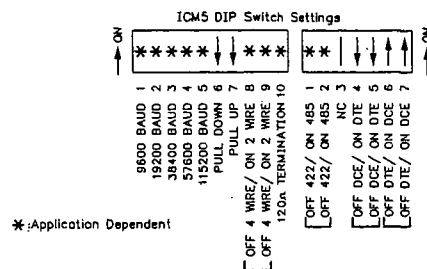 ICM5 DIP Switch Settings
ON
* * * * * * * *
* *
ON
9600 BAUD 1
19200 BAUD 2
38400 BAUD 3
57600 BAUD 4
115200 BAUD 5
PULL DOWN 6
PULL UP 7
OFF 4 WIRE/ ON 2 WIRE 8
OFF 4 WIRE/ ON 2 WIRE 9
120Ω TERMINATION 10
OFF 422/ ON 485 1
OFF 422/ ON 485 2
NC 3
OFF DCE/ ON DTE 4
OFF DCE/ ON DTE 5
OFF DTE/ ON DCE 6
OFF DTE/ ON DCE 7
* :Application Dependent